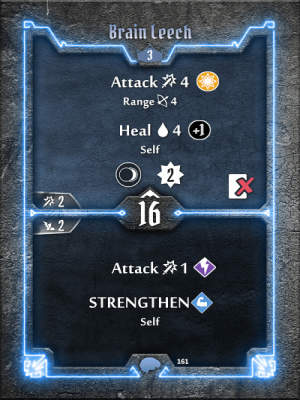 Brain Leech
3
Attack 4
Range 4
Heal 4 +1
Self
2
2
16
2
Attack 1
STRENGTHEN
Self
161